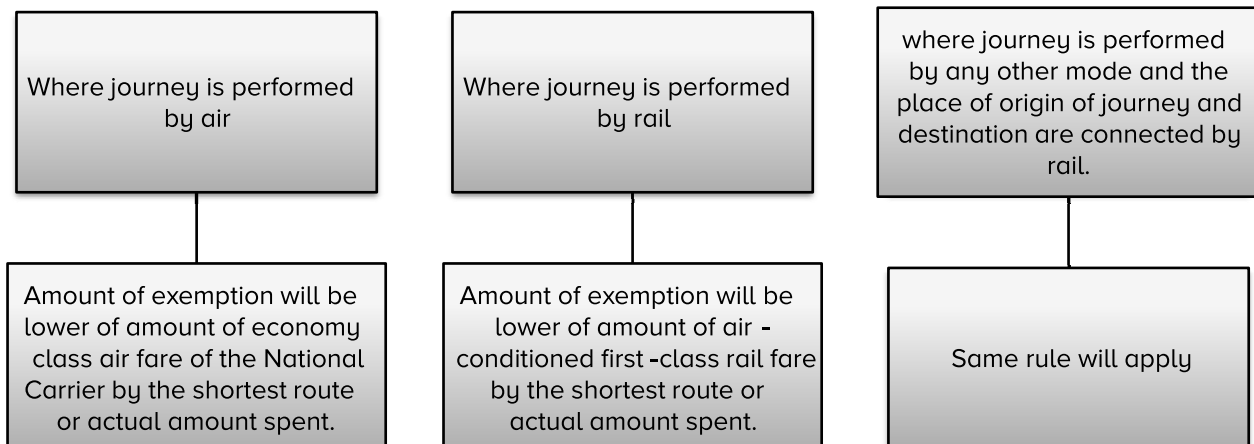 Where journey is performed
by air
Where journey is performed
by rail
where journey is performed
by any other mode and the
place of origin of journey and
destination are connected by
rail.
Amount of exemption will be
lower of amount of economy
class air fare of the National
Carrier by the shortest route
or actual amount spent.
Amount of exemption will be
lower of amount of air -
conditioned first -class rail fare
by the shortest route or
actual amount spent.
Same rule will apply